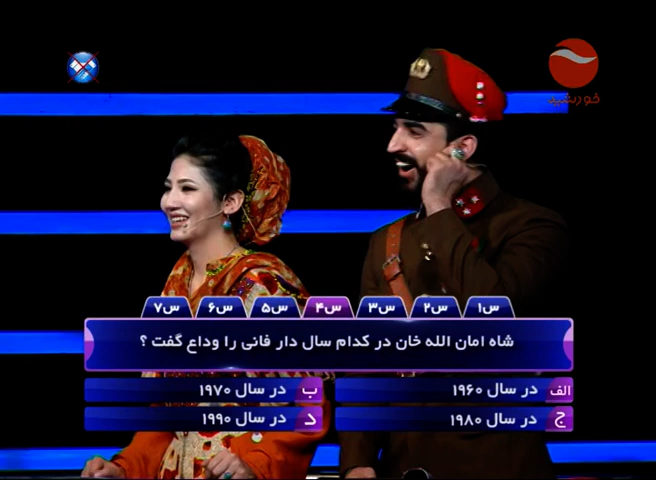 خورشید
س۱ س۲ س۳ س۴ س۵ س۶ س۷
شاه امان الله خان در کدام سال دار فانی را وداع گفت ؟
الف در سال ۱۹۶۰
ب در سال ۱۹۷۰
ج در سال ۱۹۸۰
د در سال ۱۹۹۰